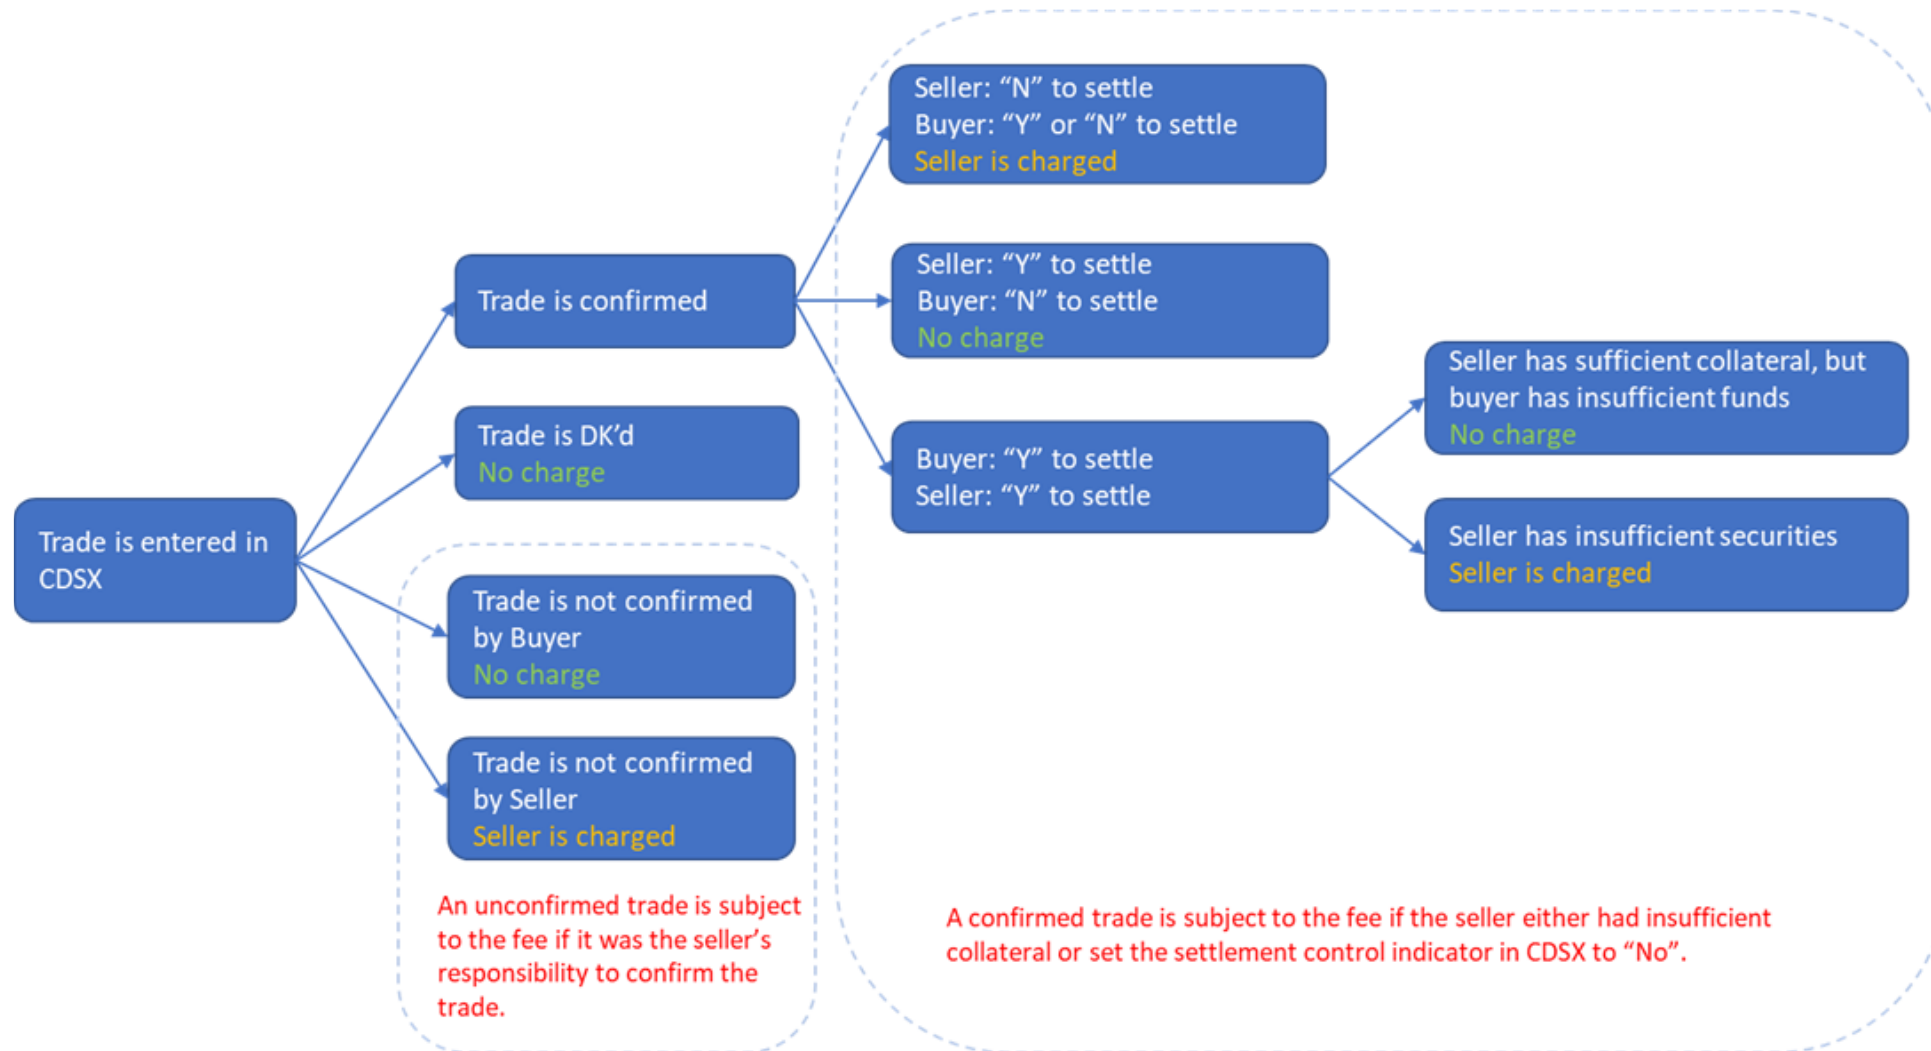 Seller: “N” to settle
Buyer: “Y” or “N” to settle
Seller is charged
Trade is confirmed
Seller: “Y” to settle
Buyer: “N” to settle
No charge
Seller has sufficient collateral, but
buyer has insufficient funds
No charge
Trade is DK’d
No charge
Buyer: “Y” to settle
Seller: “Y” to settle
Trade is entered in
CDSX
Seller has insufficient securities
Seller is charged
Trade is not confirmed
by Buyer
No charge
Trade is not confirmed
by Seller
Seller is charged
An unconfirmed trade is subject
to the fee if it was the seller’s
responsibility to confirm the
trade.
A confirmed trade is subject to the fee if the seller either had insufficient
collateral or set the settlement control indicator in CDSX to “No”.